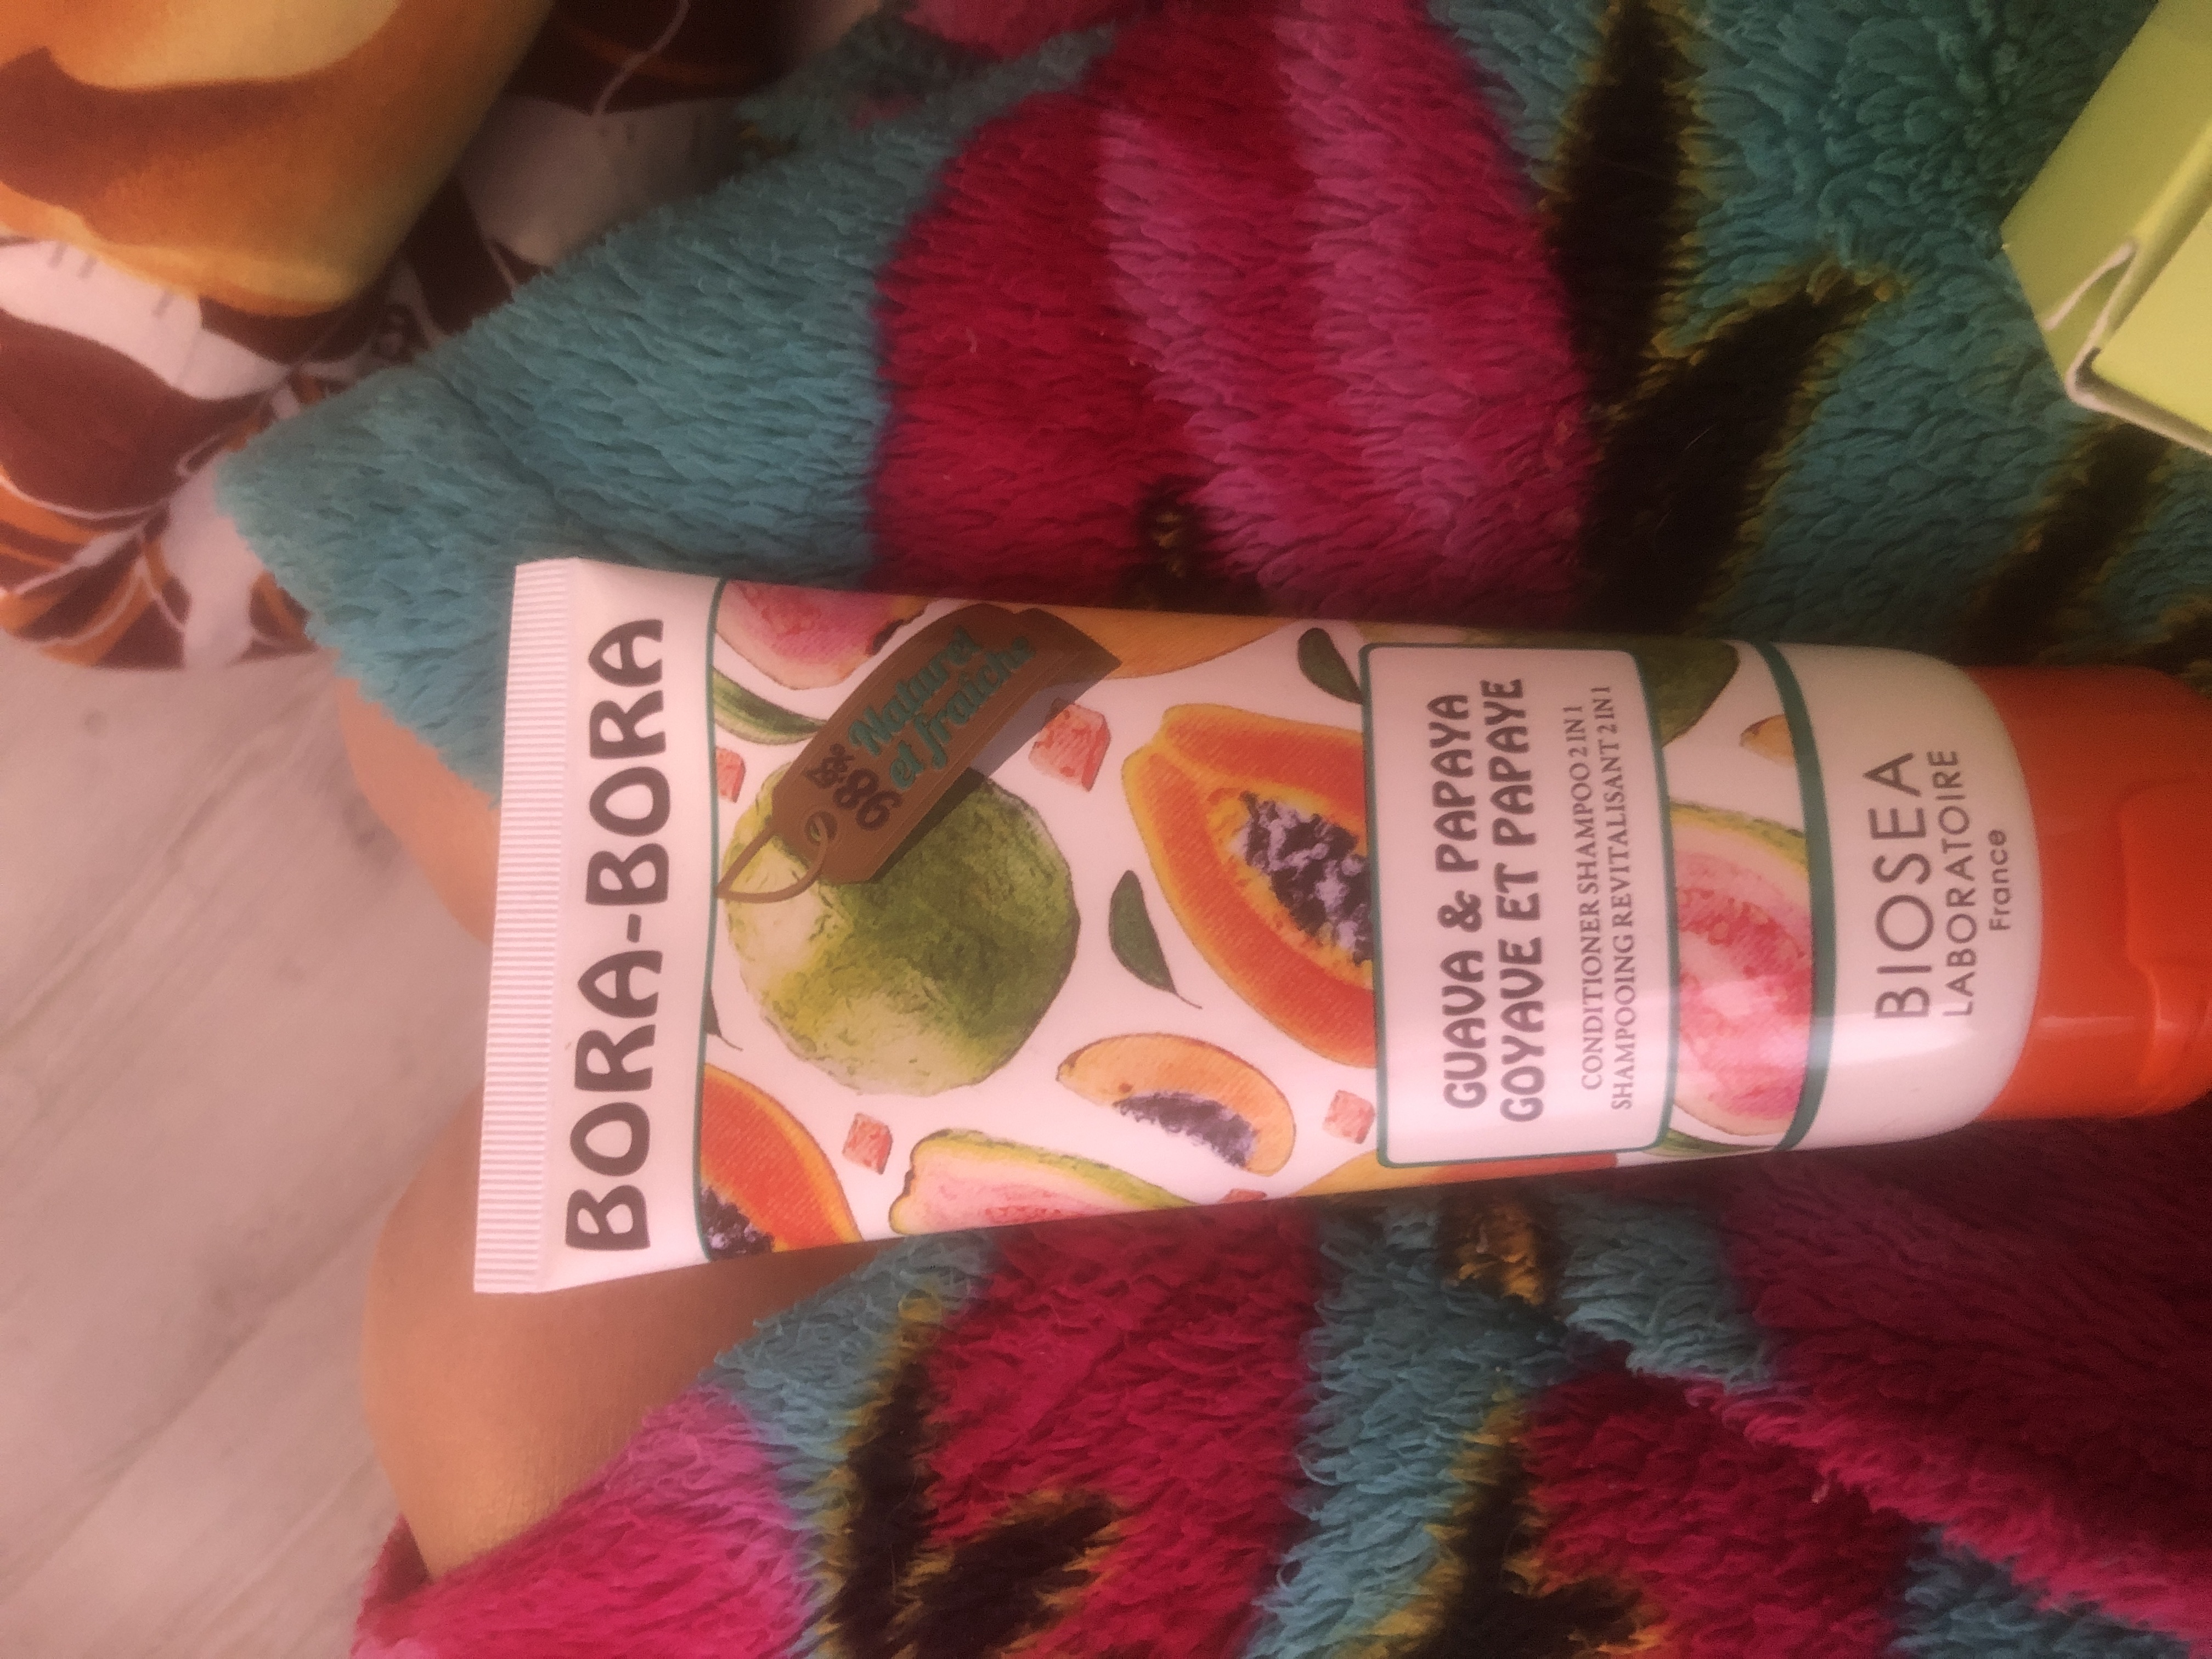 BORA-BORA
98.8%
Naturel
et fraîche
GUAVA & PAPAYA
GOYAVE ET PAPAYE
CONDITIONER SHAMPOO 2 IN 1
SHAMPOOING REVITALISANT 2 IN 1
BIOSEA
LABORATOIRE
France